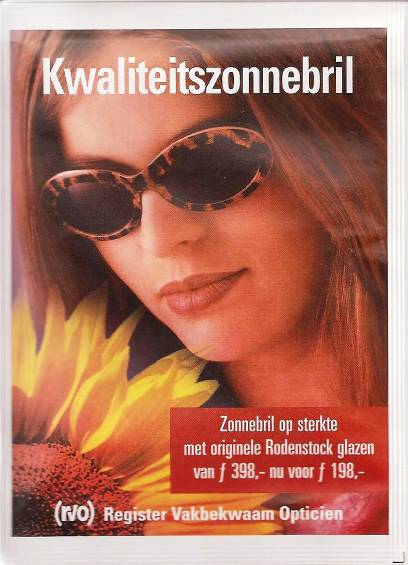 Kwaliteitszonnebril
Zonnebril op sterkte
met originele Rodenstock glazen
van ƒ 398,- nu voor ƒ 198,-
(rvo) Register Vakbekwaam Opticien